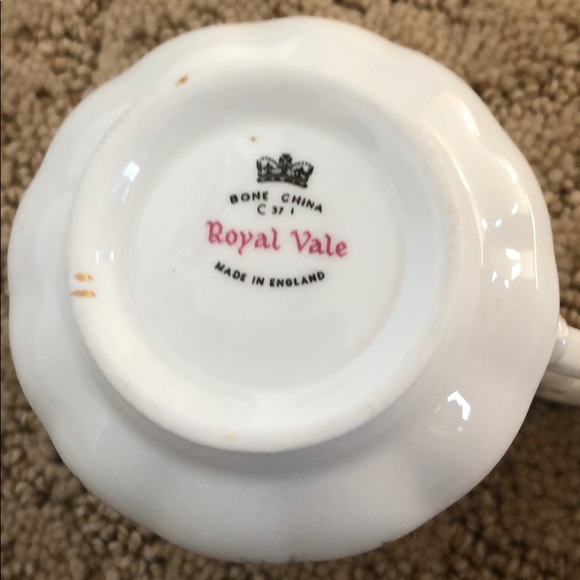 BONE CHINA
C 37 1
Royal Vale
MADE IN ENGLAND